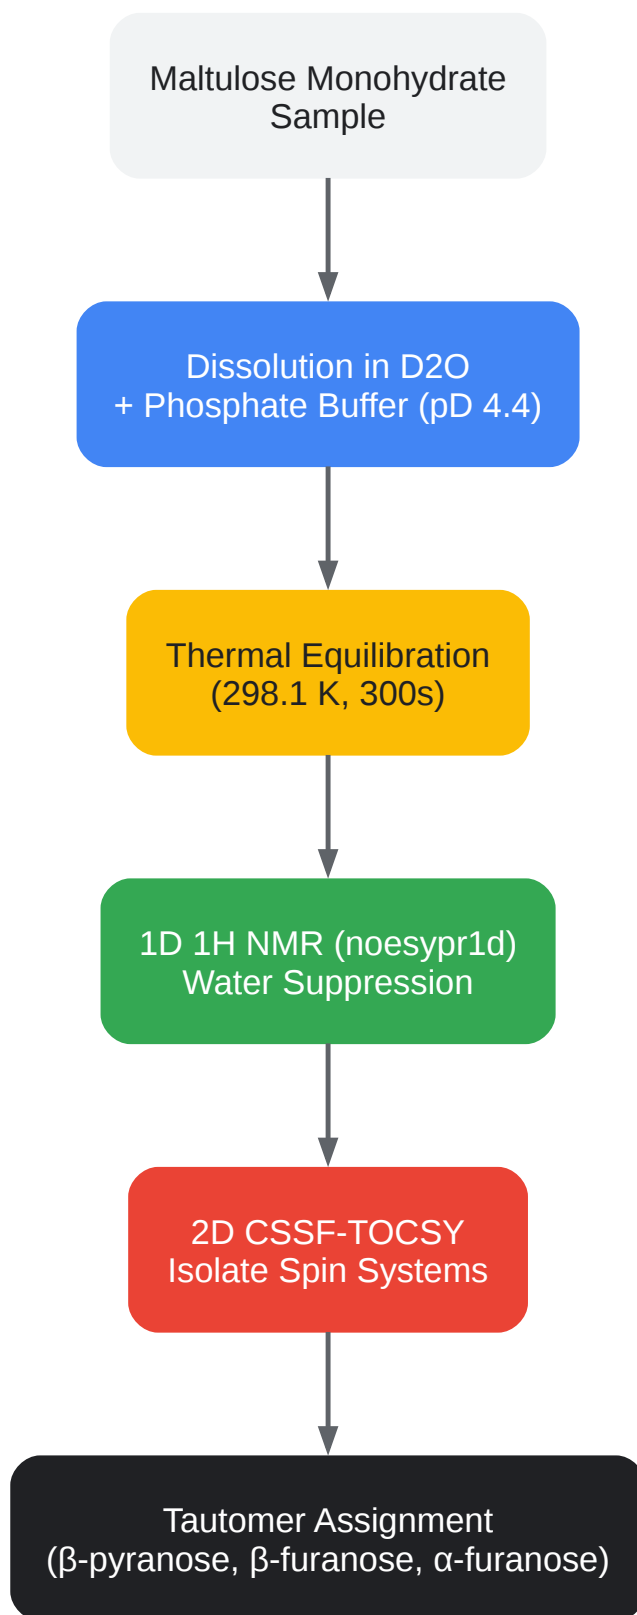 Maltulose Monohydrate
Sample
Dissolution in D2O
+ Phosphate Buffer (pD 4.4)
Thermal Equilibration
(298.1 K, 300s)
1D 1H NMR (noesypr1d)
Water Suppression
2D CSSF-TOCSY
Isolate Spin Systems
Tautomer Assignment
(β-pyranose, β-furanose, α-furanose)